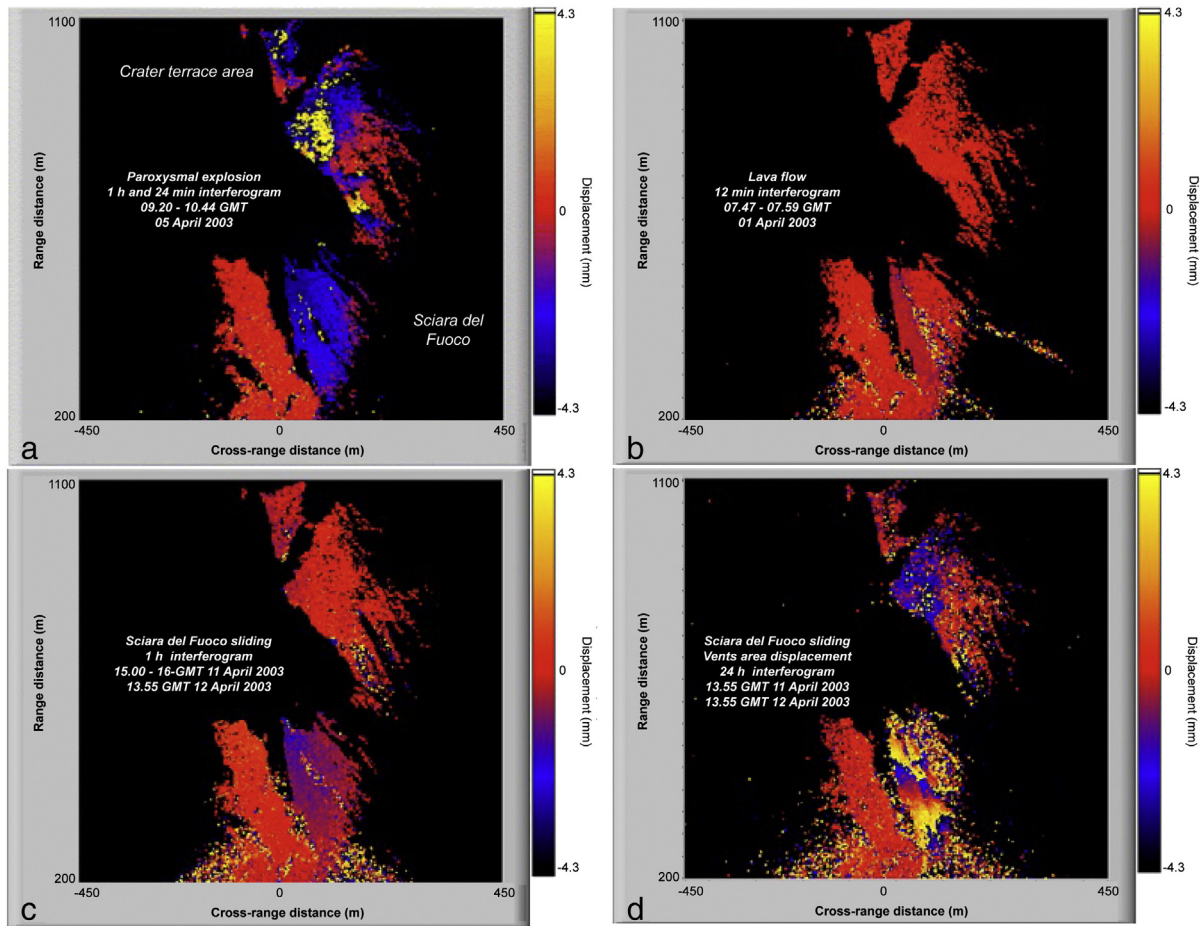 1100
Crater terrace area
Paroxysmal explosion
1 h and 24 min interferogram
09.20 - 10.44 GMT
05 April 2003
Sciara del
Fuoco
Range distance (m)
200
-450
0
450
Cross-range distance (m)
4.3
0
-4.3
Displacement (mm)
a
1100
Lava flow
12 min interferogram
07.47 - 07.59 GMT
01 April 2003
Range distance (m)
200
-450
0
450
Cross-range distance (m)
4.3
0
-4.3
Displacement (mm)
b
1100
Sciara del Fuoco sliding
1 h interfogram
15.00 - 16-GMT 11 April 2003
13.55 GMT 12 April 2003
Range distance (m)
200
-450
0
450
Cross-range distance (m)
4.3
0
-4.3
Displacement (mm)
c
1100
Sciara del Fuoco sliding
Vents area displacement
24 h interferogram
13.55 GMT 11 April 2003
13.55 GMT 12 April 2003
Range distance (m)
200
-450
0
450
Cross-range distance (m)
4.3
0
-4.3
Displacement (mm)
d